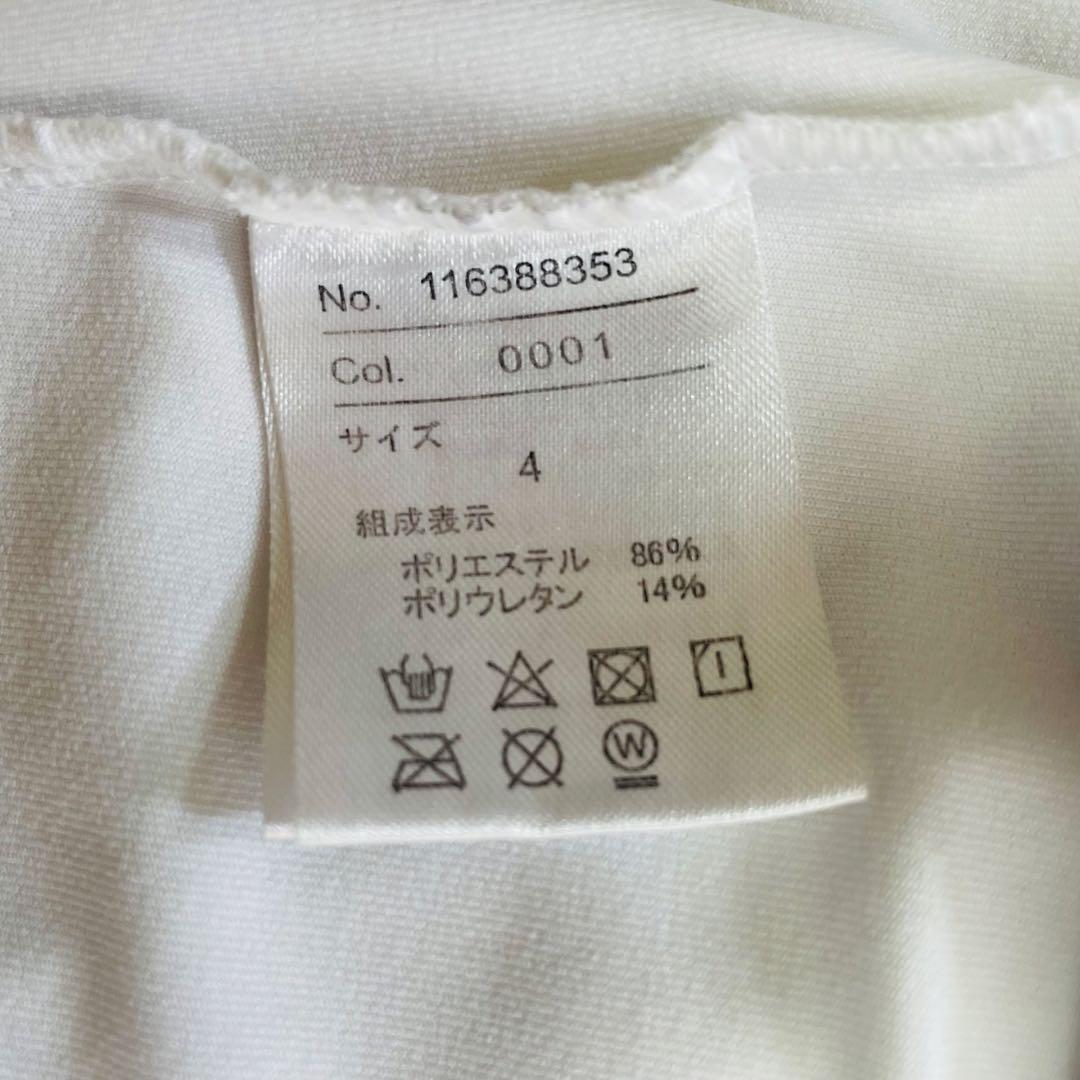 No. 116388353
Col. 0001
サイズ
4
組成表示
ポリエステル 86%
ポリウレタン 14%
W